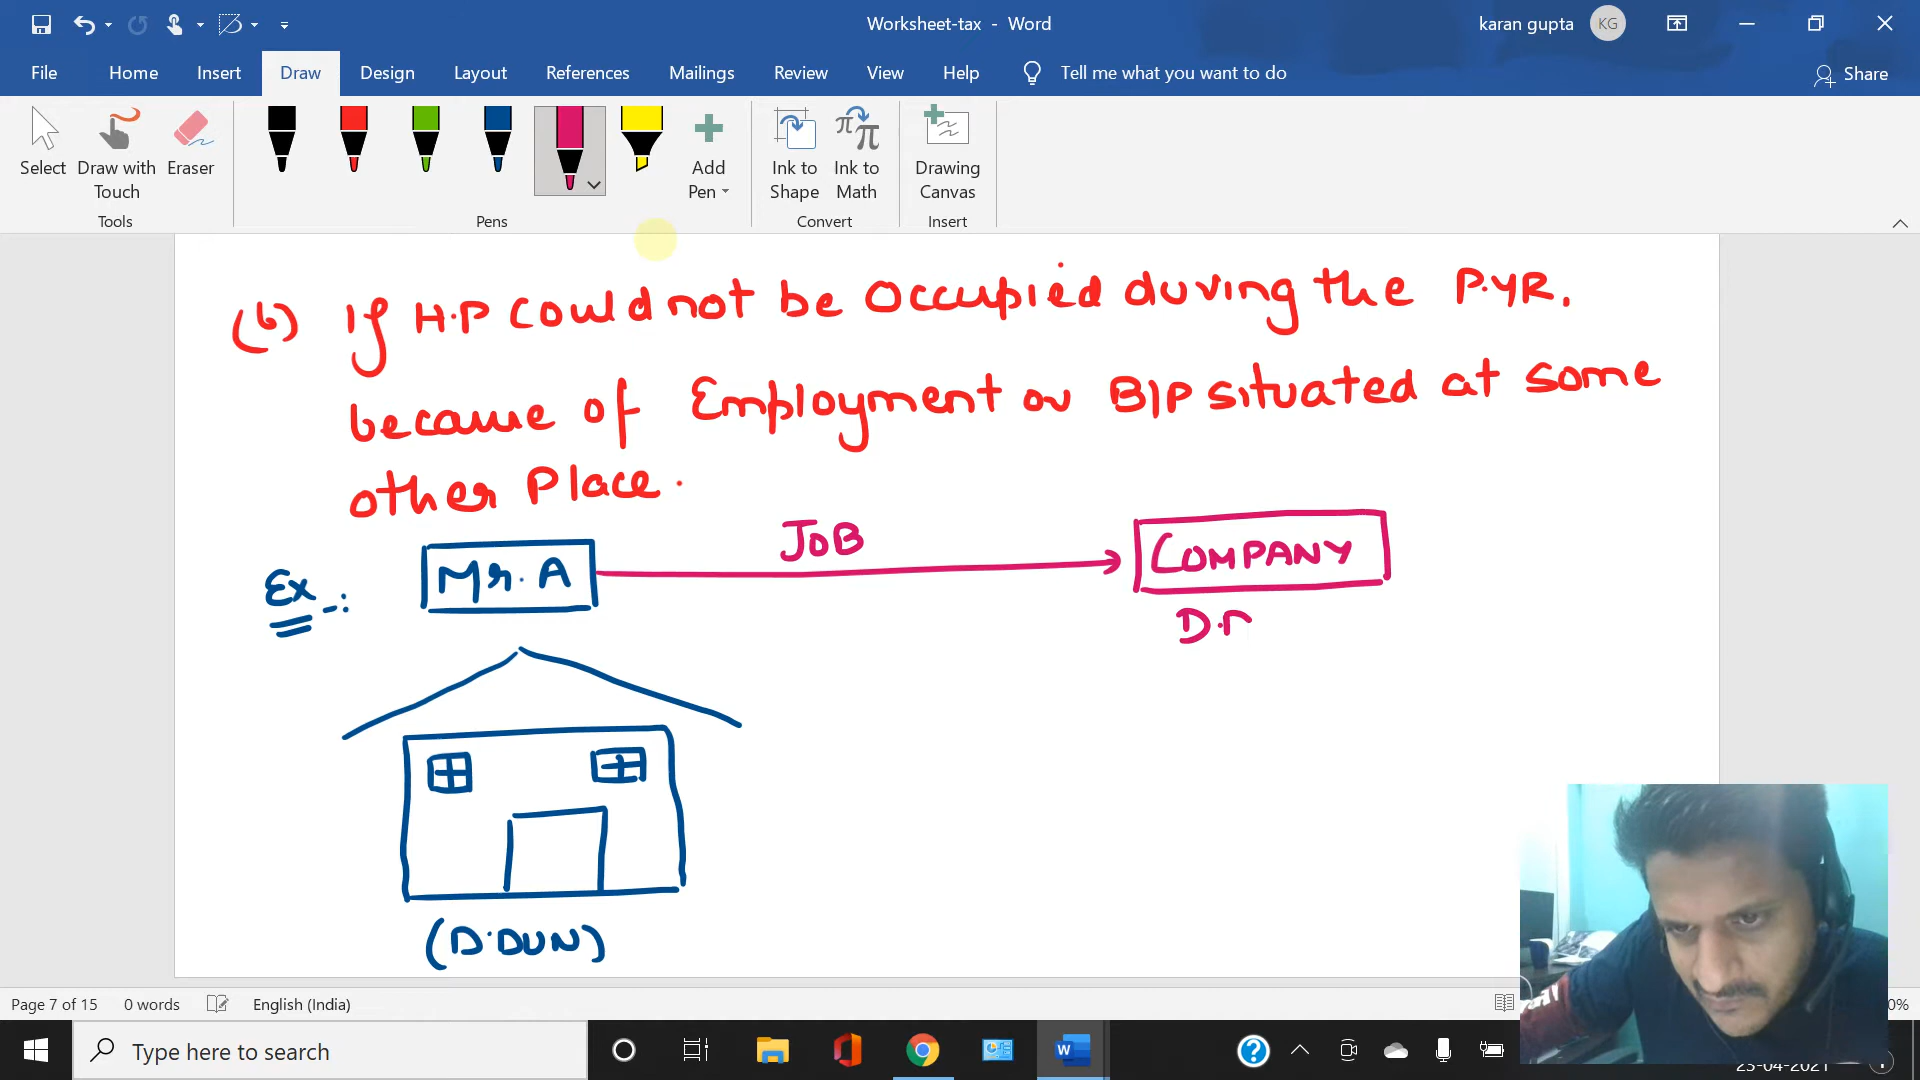 Worksheet-tax - Word
karan gupta
KG
File
Home
Insert
Draw
Design
Layout
References
Mailings
Review
View
Help
Tell me what you want to do
Share
Select
Draw with
Touch
Eraser
Tools
Pens
Add
Pen
Ink to
Shape
Ink to
Math
Convert
Drawing
Canvas
Insert
(b) If H.P could not be occupied during the P.YR.
because of Employment or B|P situated at some
other Place.
Ex -:
Mr. A
JOB
COMPANY
(D.DUN)
Page 7 of 15
0 words
English (India)
0%
Type here to search